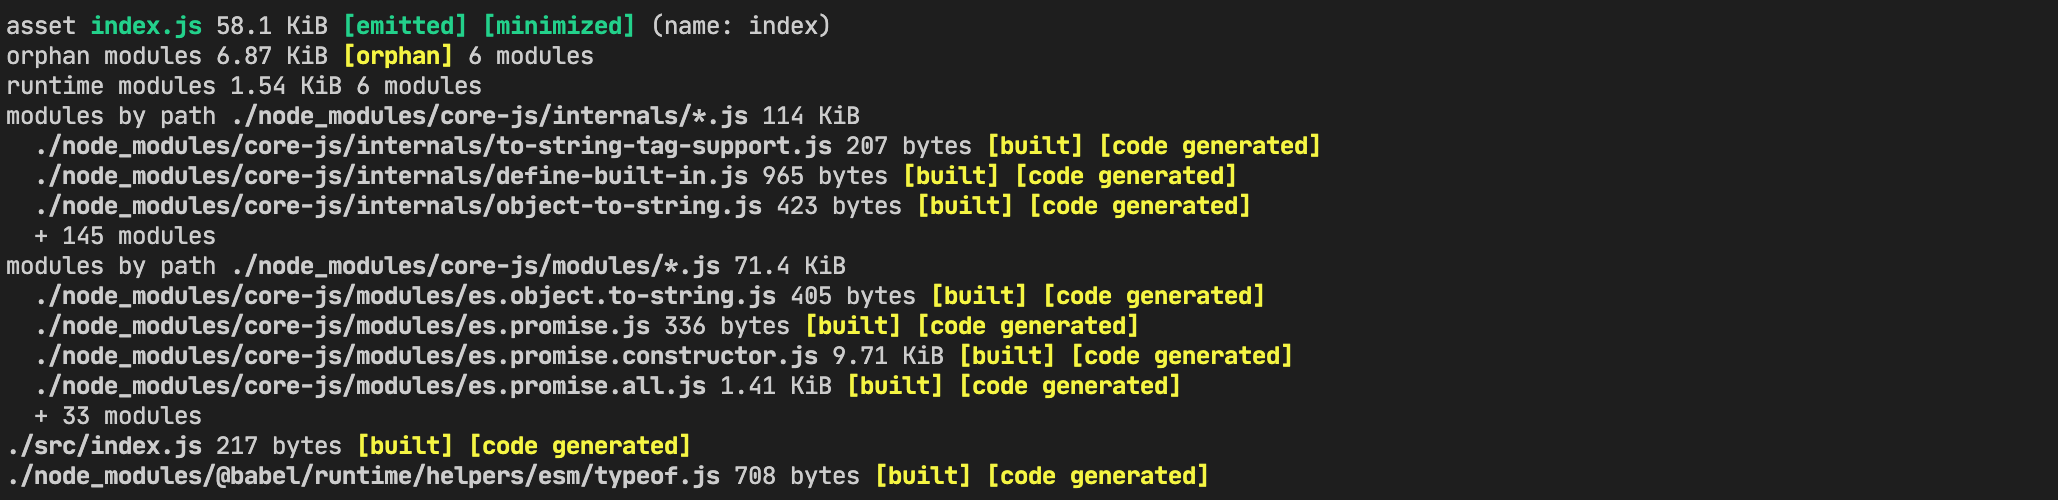 asset index.js 58.1 KiB [emitted] [minimized] (name: index)
orphan modules 6.87 KiB [orphan] 6 modules
runtime modules 1.54 KiB 6 modules
modules by path ./node_modules/core-js/internals/*.js 114 KiB
  ./node_modules/core-js/internals/to-string-tag-support.js 207 bytes [built] [code generated]
  ./node_modules/core-js/internals/define-built-in.js 965 bytes [built] [code generated]
  ./node_modules/core-js/internals/object-to-string.js 423 bytes [built] [code generated]
  + 145 modules
modules by path ./node_modules/core-js/modules/*.js 71.4 KiB
  ./node_modules/core-js/modules/es.object.to-string.js 405 bytes [built] [code generated]
  ./node_modules/core-js/modules/es.promise.js 336 bytes [built] [code generated]
  ./node_modules/core-js/modules/es.promise.constructor.js 9.71 KiB [built] [code generated]
  ./node_modules/core-js/modules/es.promise.all.js 1.41 KiB [built] [code generated]
  + 33 modules
./src/index.js 217 bytes [built] [code generated]
./node_modules/@babel/runtime/helpers/esm/typeof.js 708 bytes [built] [code generated]